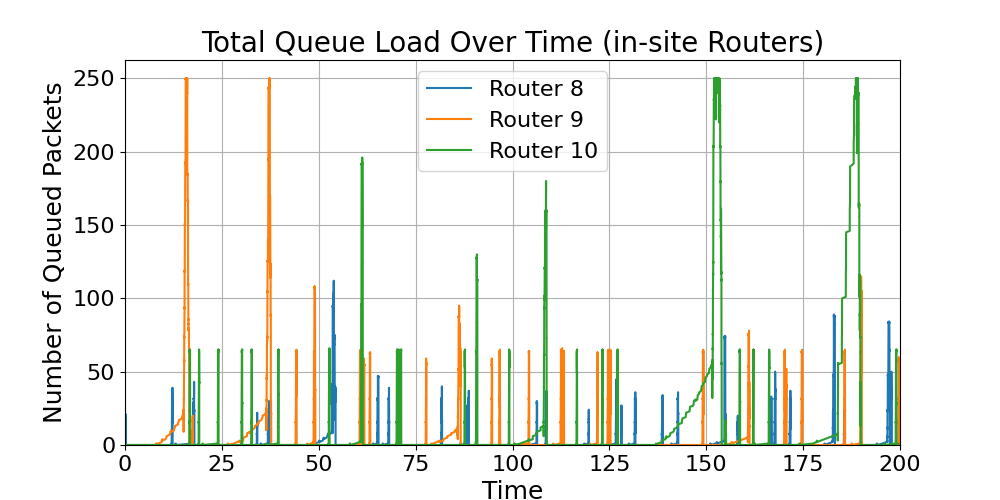 Total Queue Load Over Time (in-site Routers)
Number of Queued Packets
250
200
150
100
50
0
Router 8
Router 9
Router 10
0 25 50 75 100 125 150 175 200
Time